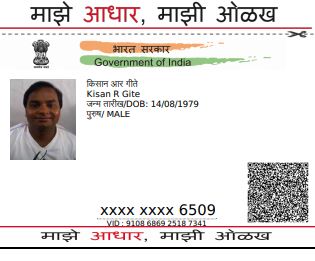 माझे आधार, माझी ओळख
भारत सरकार
Government of India
किसान आर गीते
Kisan R Gite
जन्म तारीख/DOB: 14/08/1979
पुरुष/ MALE
xxxx xxxx 6509
VID : 9108 6869 2518 7341
माझे आधार, माझी ओळख